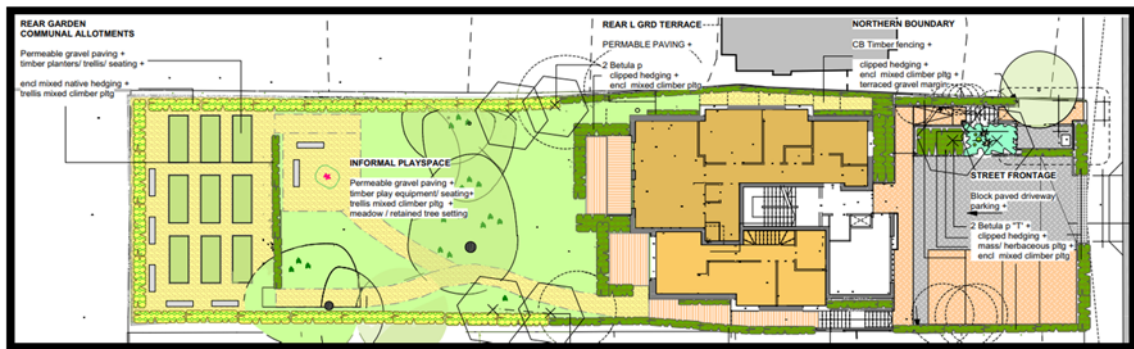 REAR GARDEN
COMMUNAL ALLOTMENTS
Permeable gravel paving +
timber planters/ trellis/ seating +
encl mixed native hedging +
trellis mixed climber pltg
INFORMAL PLAYSPACE
Permeable gravel paving +
timber play equipment/ seating+
trellis mixed climber pltg +
meadow / retained tree setting
REAR L GRD TERRACE
PERMABLE PAVING +
2 Betula p
clipped hedging +
encl mixed climber pltg
NORTHERN BOUNDARY
CB Timber fencing +
clipped hedging +
encl mixed climber pltg +
terraced gravel margin
STREET FRONTAGE
Block paved driveway
parking +
2 Betula p "T" +
clipped hedging +
mass/ herbaceous pltg +
encl mixed climber pltg